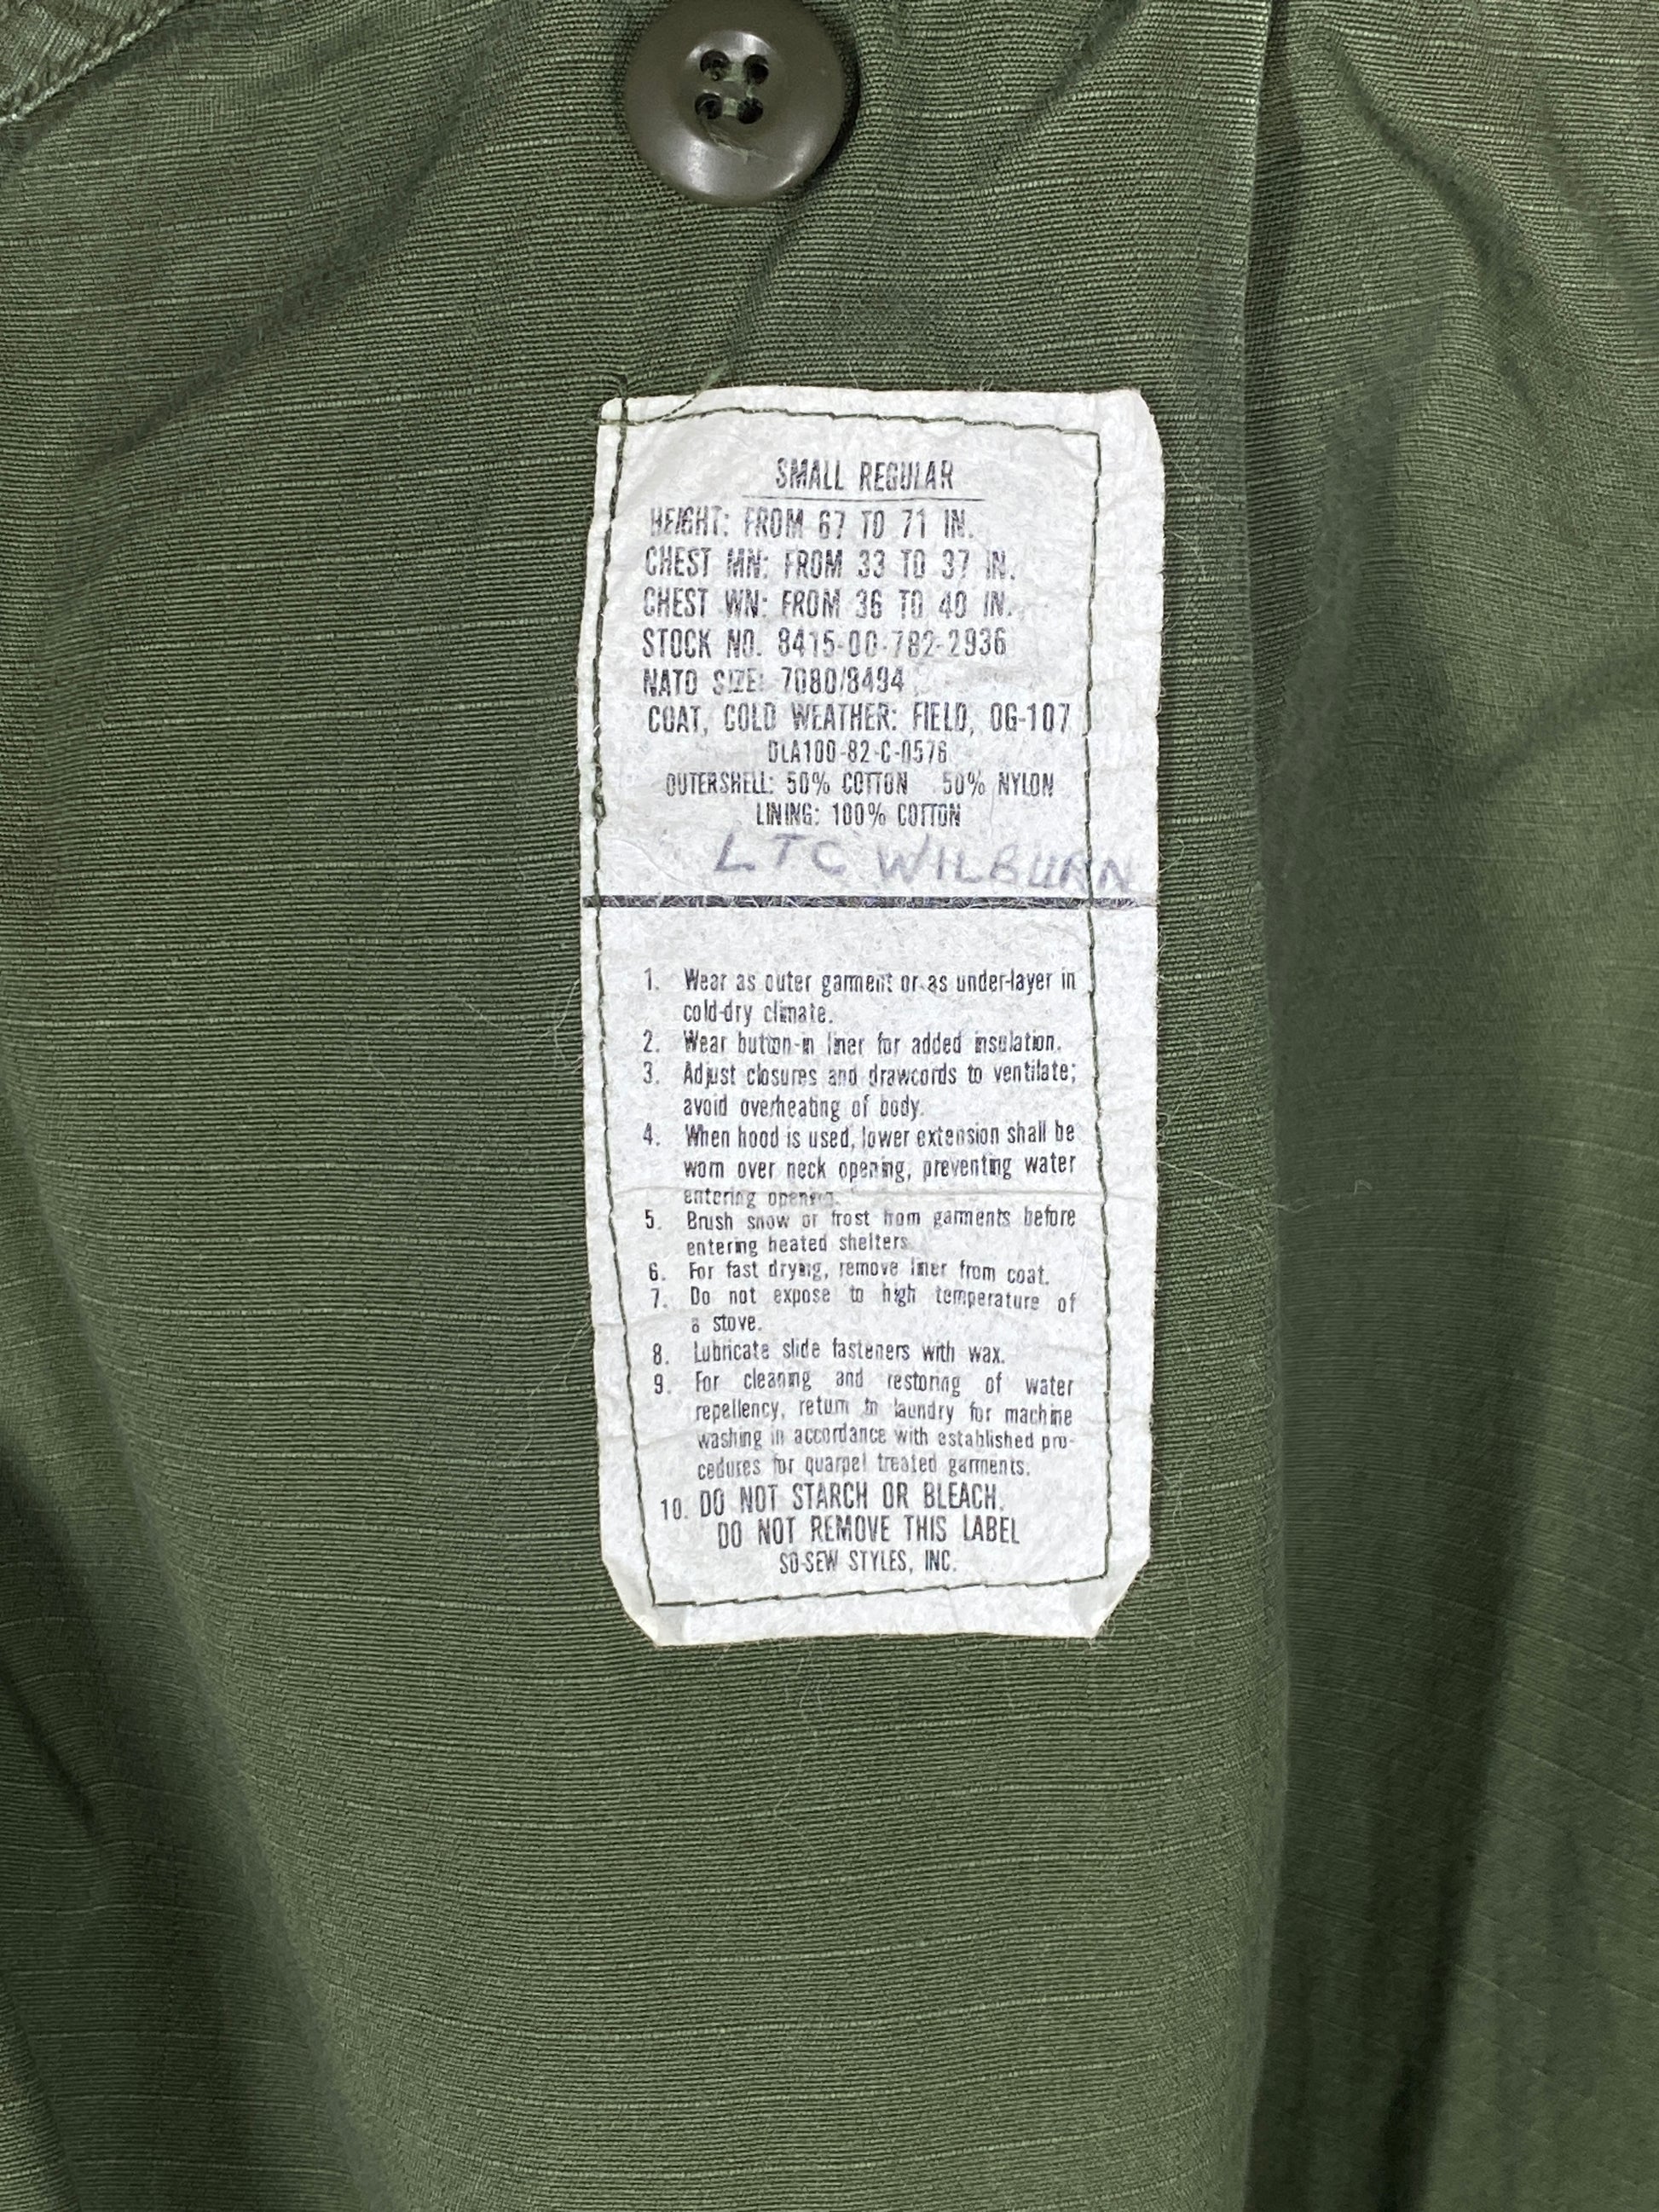 SMALL REGULAR
HEIGHT: FROM 67 TO 71 IN.
CHEST MN: FROM 33 TO 37 IN.
CHEST WN: FROM 36 TO 40 IN.
STOCK NO. 8415-00-782-2936
NATO SIZE: 7080/8494
COAT, COLD WEATHER: FIELD, OG-107
DLA100-82-C-0576
OUTERSHELL: 50% COTTON 50% NYLON
LINING: 100% COTTON
LTC WILBURN
1. Wear as outer garment or as under-layer in
cold-dry climate.
2. Wear button-in liner for added insulation.
3. Adjust closures and drawcords to ventilate;
avoid overheating of body.
4. When hood is used, lower extension shall be
worn over neck opening, preventing water
entering opening.
5. Brush snow or frost from garments before
entering heated shelters.
6. For fast drying, remove liner from coat.
7. Do not expose to high temperature of
a stove.
8. Lubricate slide fasteners with wax.
9. For cleaning and restoring of water
repellency, return to laundry for machine
washing in accordance with established pro-
cedures for quarpel treated garments.
10. DO NOT STARCH OR BLEACH.
DO NOT REMOVE THIS LABEL
SO-SEW STYLES, INC.